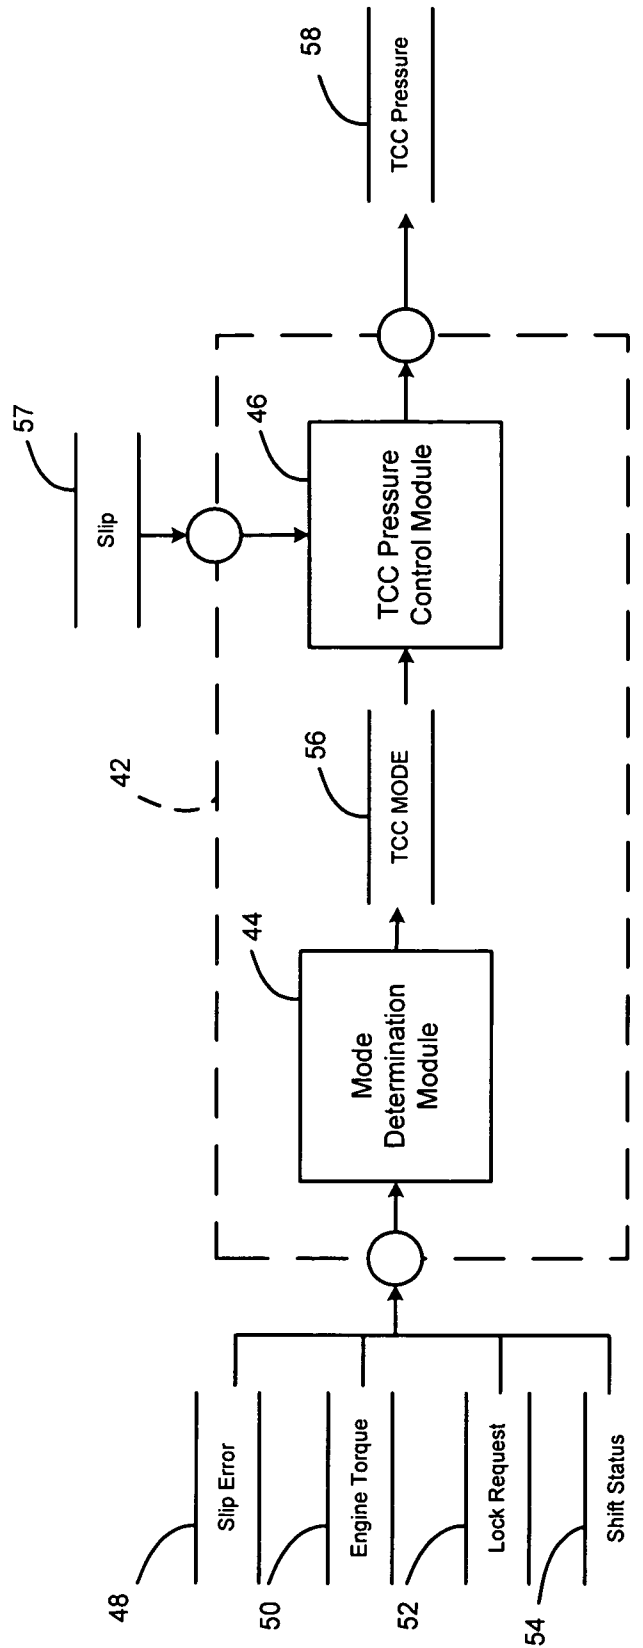 48
Slip Error
50
Engine Torque
52
Lock Request
54
Shift Status
42
44
Mode
Determination
Module
56
TCC MODE
57
Slip
46
TCC Pressure
Control Module
58
TCC Pressure